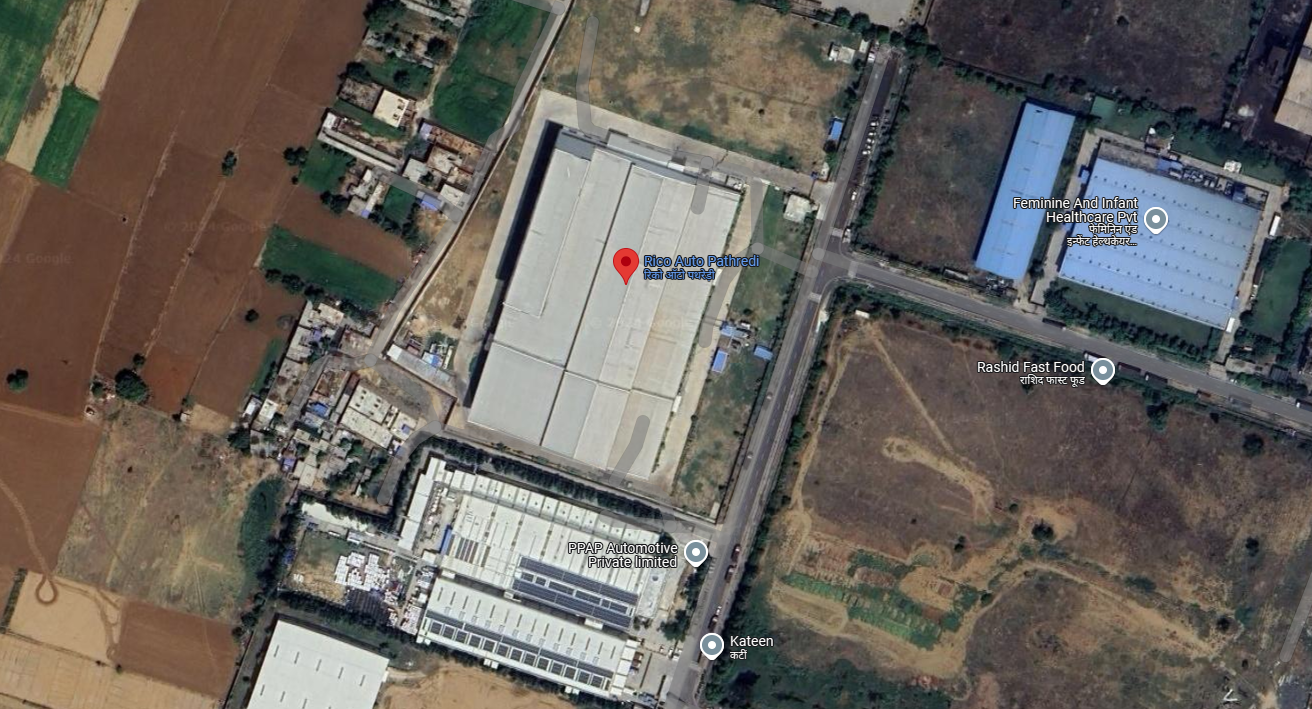 Feminine And Infant
Healthcare Pvt
फेमिनिन एंड
इन्फेंट हेल्थकेयर...
Rico Auto Pathredi
रिको ऑटो पथरेड़ी
Rashid Fast Food
राशिद फास्ट फूड
PPAP Automotive
Private limited
Kateen
कटी